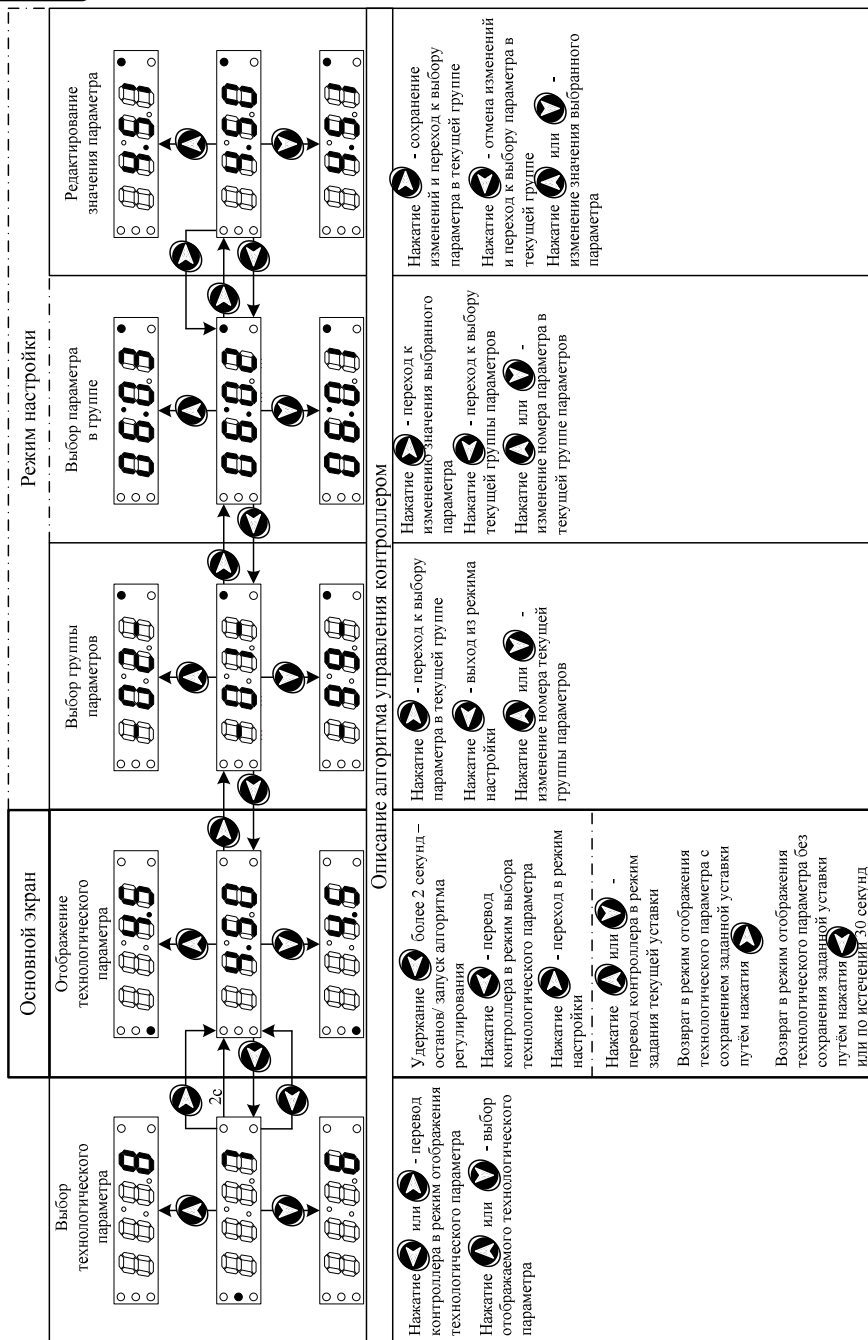 Основной экран
Режим настройки
Выбор
технологического
параметра
Отображение
технологического
параметра
Выбор группы
параметров
Выбор параметра
в группе
Редактирование
значения параметра
2с
Описание алгоритма управления контроллером
Нажатие или - перевод
контроллера в режим отображения
технологического параметра
Нажатие или - выбор
отображаемого технологического
параметра
Удержание более 2 секунд –
останов/ запуск алгоритма
регулирования
Нажатие - перевод
контроллера в режим выбора
технологического параметра
Нажатие - переход в режим
настройки
Нажатие или -
перевод контроллера в режим
задания текущей уставки
Возврат в режим отображения
технологического параметра с
сохранением заданной уставки
путём нажатия
Возврат в режим отображения
технологического параметра без
сохранения заданной уставки
путём нажатия
или по истечении 30 секунд
Нажатие - переход к выбору
параметра в текущей группе
Нажатие - выход из режима
настройки
Нажатие или -
изменение номера текущей
группы параметров
Нажатие - переход к
изменению значения выбранного
параметра
Нажатие - переход к выбору
текущей группы параметров
Нажатие или -
изменение номера параметра в
текущей группе параметров
Нажатие - сохранение
изменений и переход к выбору
параметра в текущей группе
Нажатие - отмена изменений
и переход к выбору параметра в
текущей группе
Нажатие или -
изменение значения выбранного
параметра